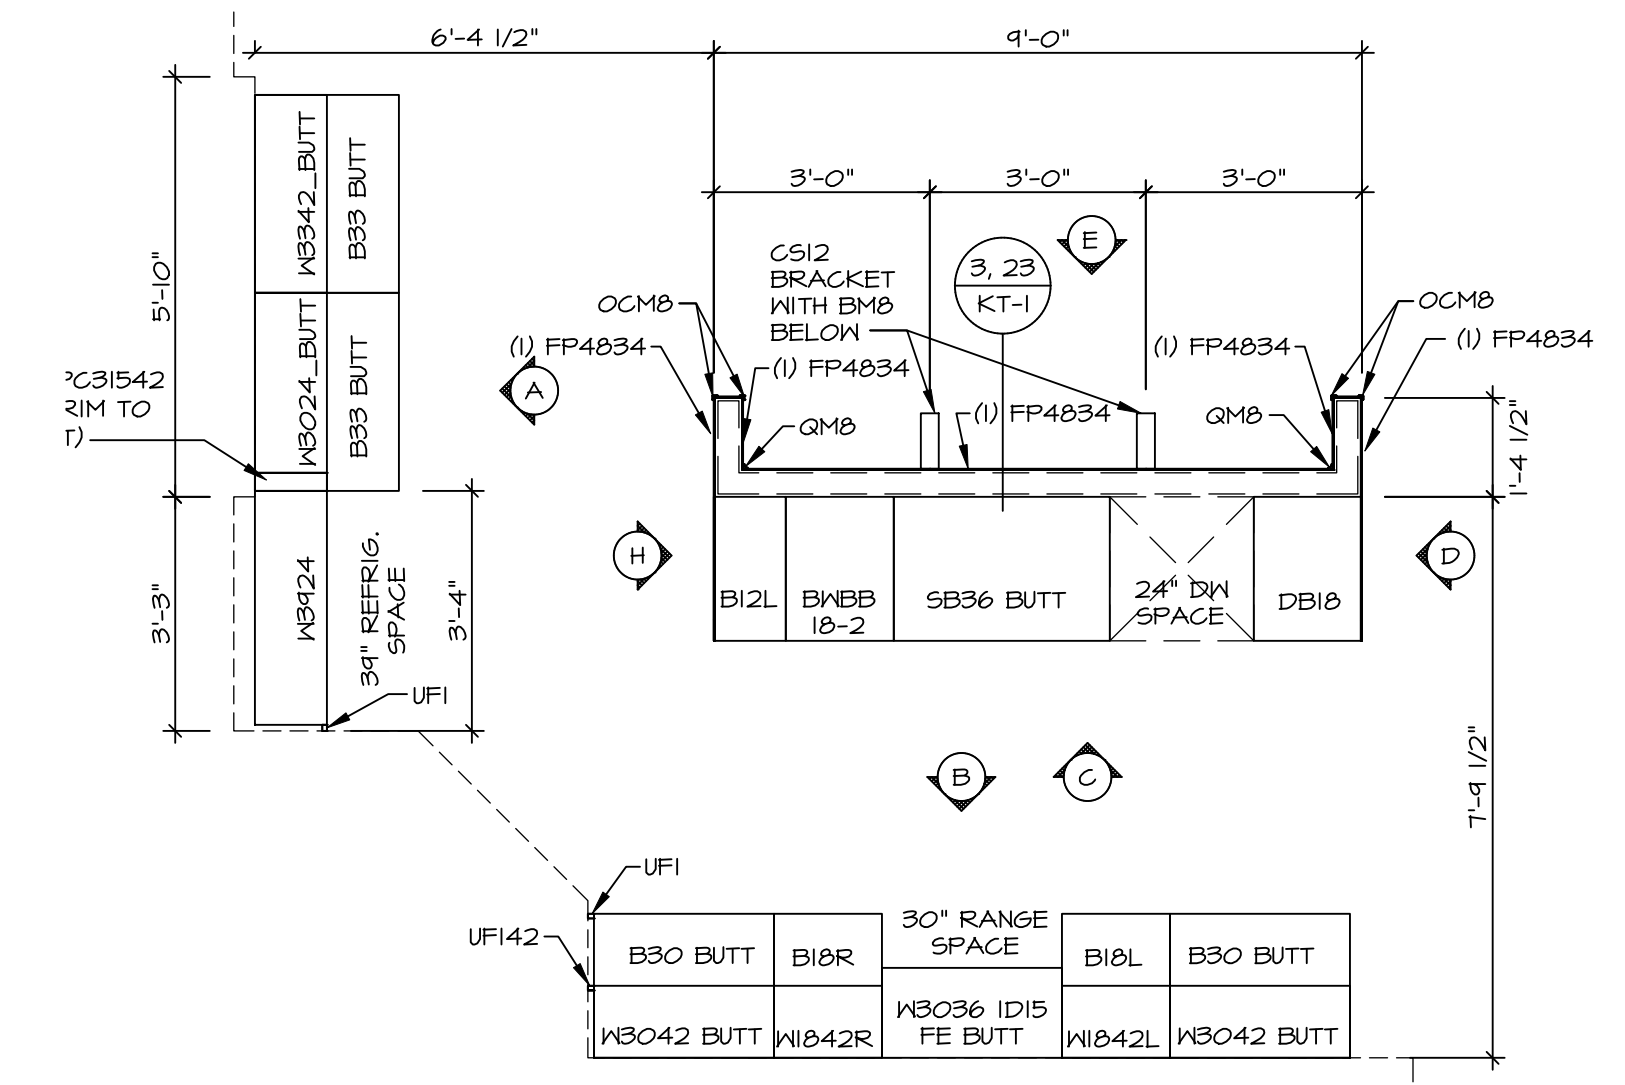 6'-4 1/2"
9'-0"
3'-0"
3'-0"
3'-0"
5'-10"
W3342_BUTT
B33 BUTT
W3024_BUTT
B33 BUTT
E
CS12
BRACKET
WITH BM8
BELOW
3, 23
KT-1
OCM8
OCM8
(1) FP4834
(1) FP4834
(1) FP4834
(1) FP4834
(1) FP4834
A
QM8
QM8
1'-4 1/2"
PC31542
RIM TO
T)
3'-3"
W3924
39" REFRIG.
SPACE
3'-4"
UF1
H
D
B12L
BWBB
18-2
SB36 BUTT
24" DW
SPACE
DB18
B
C
7'-9 1/2"
UF1
UF142
B30 BUTT
B18R
30" RANGE
SPACE
B18L
B30 BUTT
W3042 BUTT
W1842R
W3036 1D15
FE BUTT
W1842L
W3042 BUTT